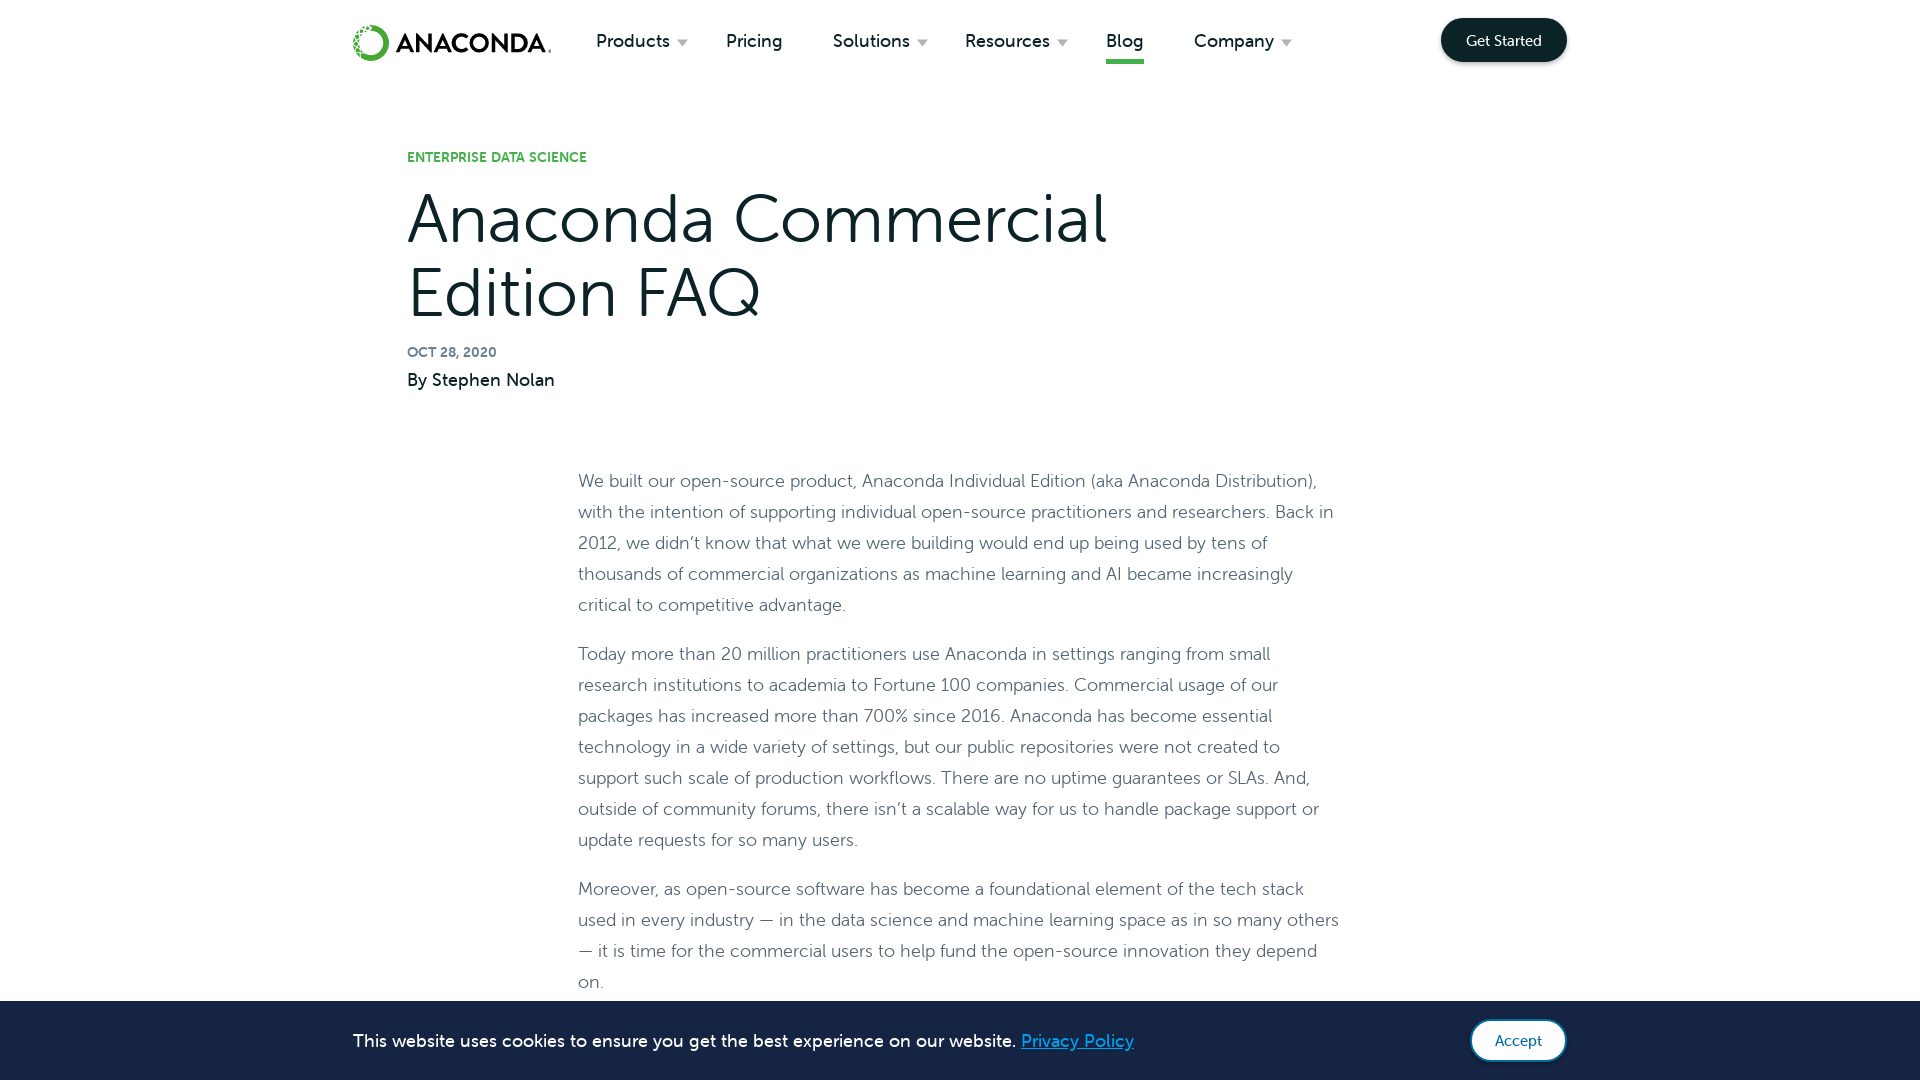 ANACONDA.
Products
Pricing
Solutions
Resources
Blog
Company
Get Started
ENTERPRISE DATA SCIENCE
Anaconda Commercial
Edition FAQ
OCT 28, 2020
By Stephen Nolan
We built our open-source product, Anaconda Individual Edition (aka Anaconda Distribution),
with the intention of supporting individual open-source practitioners and researchers. Back in
2012, we didn’t know that what we were building would end up being used by tens of
thousands of commercial organizations as machine learning and AI became increasingly
critical to competitive advantage.
Today more than 20 million practitioners use Anaconda in settings ranging from small
research institutions to academia to Fortune 100 companies. Commercial usage of our
packages has increased more than 700% since 2016. Anaconda has become essential
technology in a wide variety of settings, but our public repositories were not created to
support such scale of production workflows. There are no uptime guarantees or SLAs. And,
outside of community forums, there isn’t a scalable way for us to handle package support or
update requests for so many users.
Moreover, as open-source software has become a foundational element of the tech stack
used in every industry — in the data science and machine learning space as in so many others
— it is time for the commercial users to help fund the open-source innovation they depend
on.
This website uses cookies to ensure you get the best experience on our website. Privacy Policy
Accept